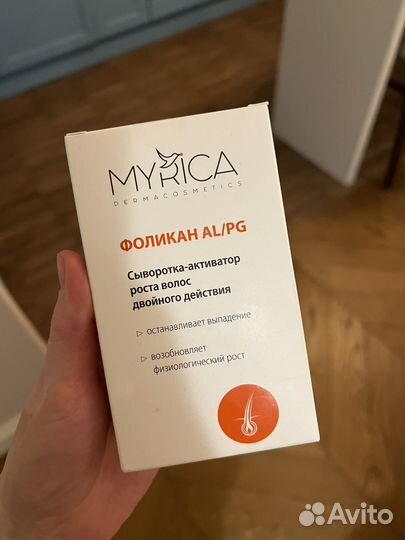 MYRICA
DERMACOSMETICS
ФОЛИКАН AL/PG
Сыворотка-активатор
роста волос
двойного действия
▷ останавливает выпадение
▷ возобновляет
физиологический рост
Avito